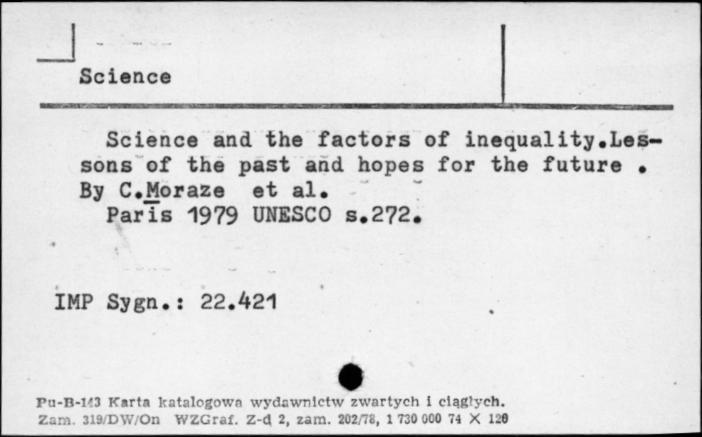 Science
Science and the factors of inequality.Les-
sons of the past and hopes for the future .
By C.Moraze et al.
Paris 1979 UNESCO s.272.
IMP Sygn.: 22.421
Pu-B-143 Karta katalogowa wydawnictw zwartych i ciągłych.
Zam. 319/DW/On WZGraf. Z-d 2, zam. 202/78, 1 730 000 74 X 120